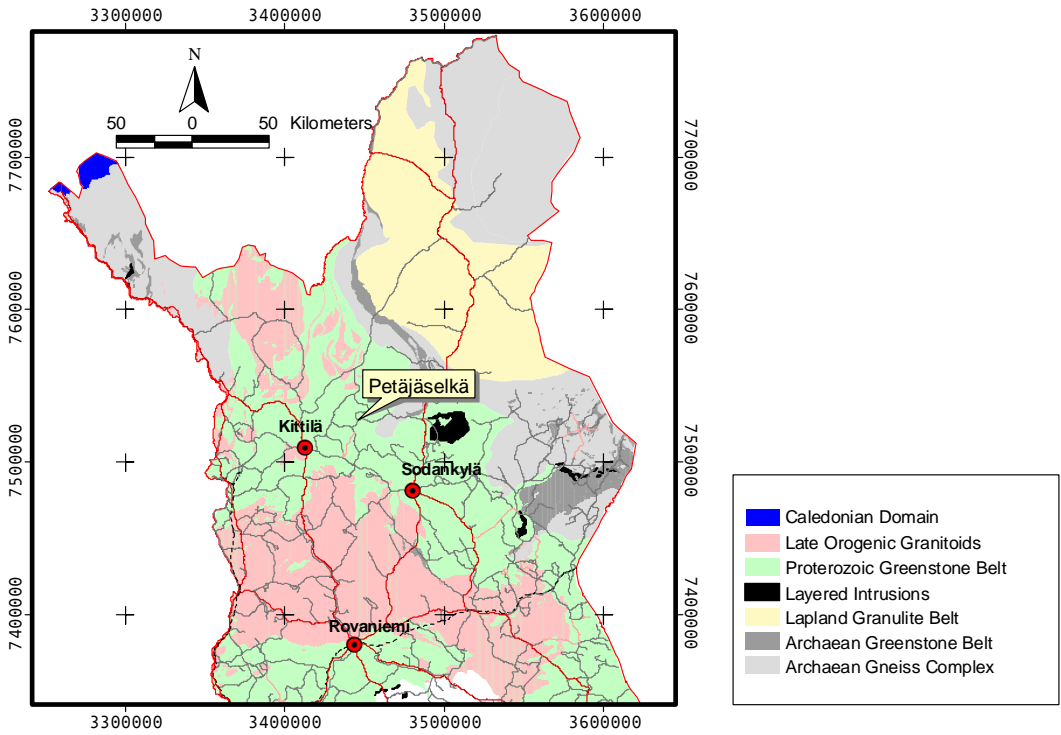 3300000 3400000 3500000 3600000
N
50 0 50 Kilometers
7700000 7700000
7600000 7600000
Petäjäselkä
Kittilä
7500000 7500000
Sodankylä
7400000 7400000
Rovaniemi
3300000 3400000 3500000 3600000
Caledonian Domain
Late Orogenic Granitoids
Proterozoic Greenstone Belt
Layered Intrusions
Lapland Granulite Belt
Archaean Greenstone Belt
Archaean Gneiss Complex